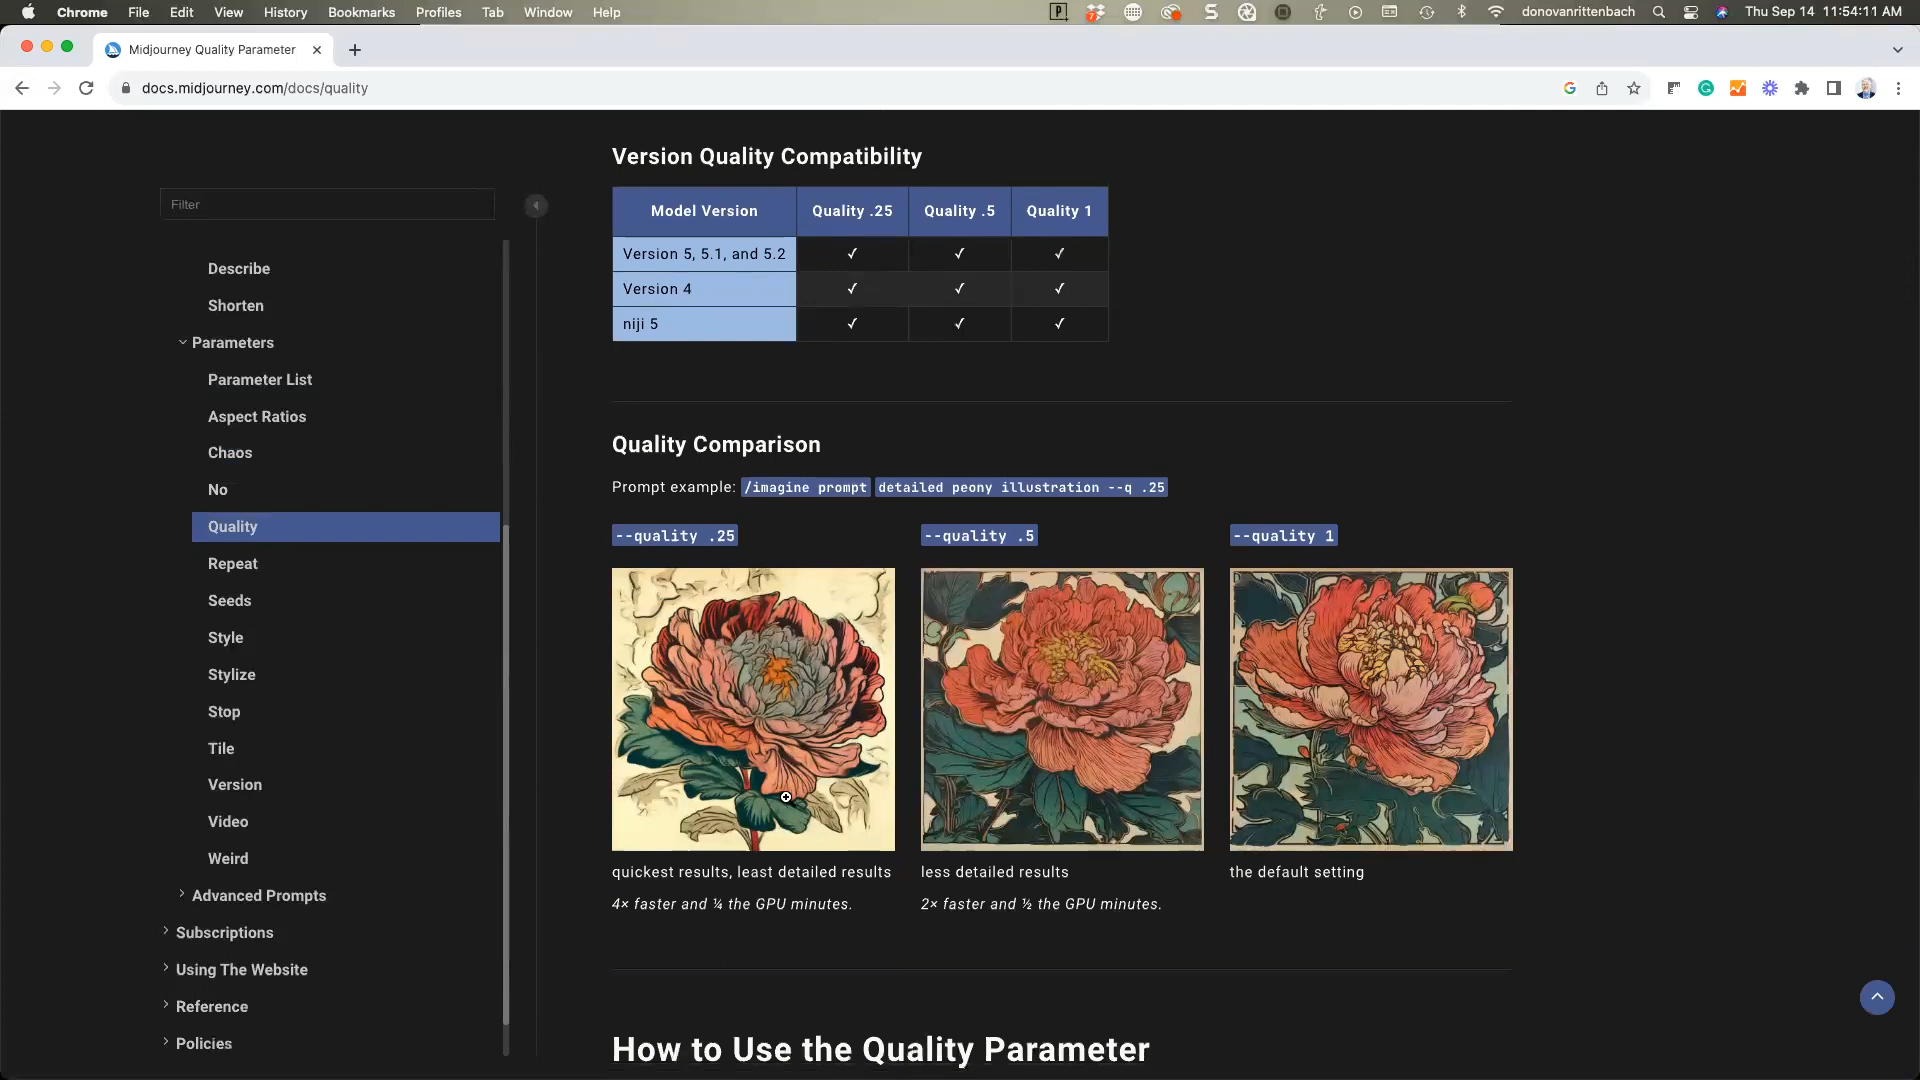 Chrome File Edit View History Bookmarks Profiles Tab Window Help donovanrittenbach Thu Sep 14 11:54:11 AM
Midjourney Quality Parameter
docs.midjourney.com/docs/quality
Filter
Describe
Shorten
Parameters
Parameter List
Aspect Ratios
Chaos
No
Quality
Repeat
Seeds
Style
Stylize
Stop
Tile
Version
Video
Weird
Advanced Prompts
Subscriptions
Using The Website
Reference
Policies
Version Quality Compatibility
Model Version Quality .25 Quality .5 Quality 1
Version 5, 5.1, and 5.2 ✓ ✓ ✓
Version 4 ✓ ✓ ✓
niji 5 ✓ ✓ ✓
Quality Comparison
Prompt example: /imagine prompt detailed peony illustration --q .25
--quality .25 --quality .5 --quality 1
quickest results, least detailed results less detailed results the default setting
4× faster and ¼ the GPU minutes. 2× faster and ½ the GPU minutes.
How to Use the Quality Parameter